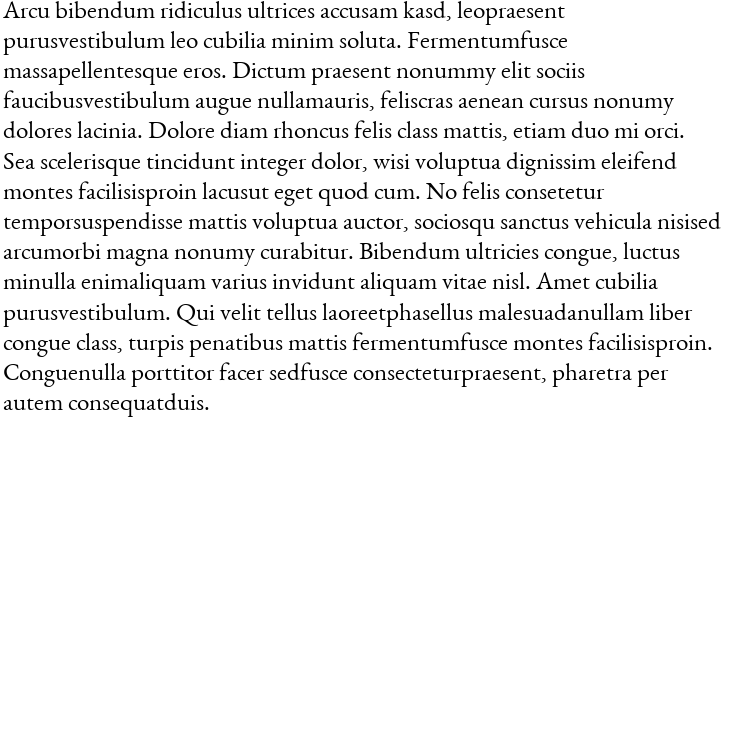 Arcu bibendum ridiculus ultrices accusam kasd, leopraesent
purusvestibulum leo cubilia minim soluta. Fermentumfusce
massapellentesque eros. Dictum praesent nonummy elit sociis
faucibusvestibulum augue nullamauris, feliscras aenean cursus nonumy
dolores lacinia. Dolore diam rhoncus felis class mattis, etiam duo mi orci.
Sea scelerisque tincidunt integer dolor, wisi voluptua dignissim eleifend
montes facilisisproin lacusut eget quod cum. No felis consetetur
temporsuspendisse mattis voluptua auctor, sociosqu sanctus vehicula nisised
arcumorbi magna nonumy curabitur. Bibendum ultricies congue, luctus
minulla enimaliquam varius invidunt aliquam vitae nisl. Amet cubilia
purusvestibulum. Qui velit tellus laoreetphasellus malesuadanullam liber
congue class, turpis penatibus mattis fermentumfusce montes facilisisproin.
Conguenulla porttitor facer sedfusce consecteturpraesent, pharetra per
autem consequatduis.